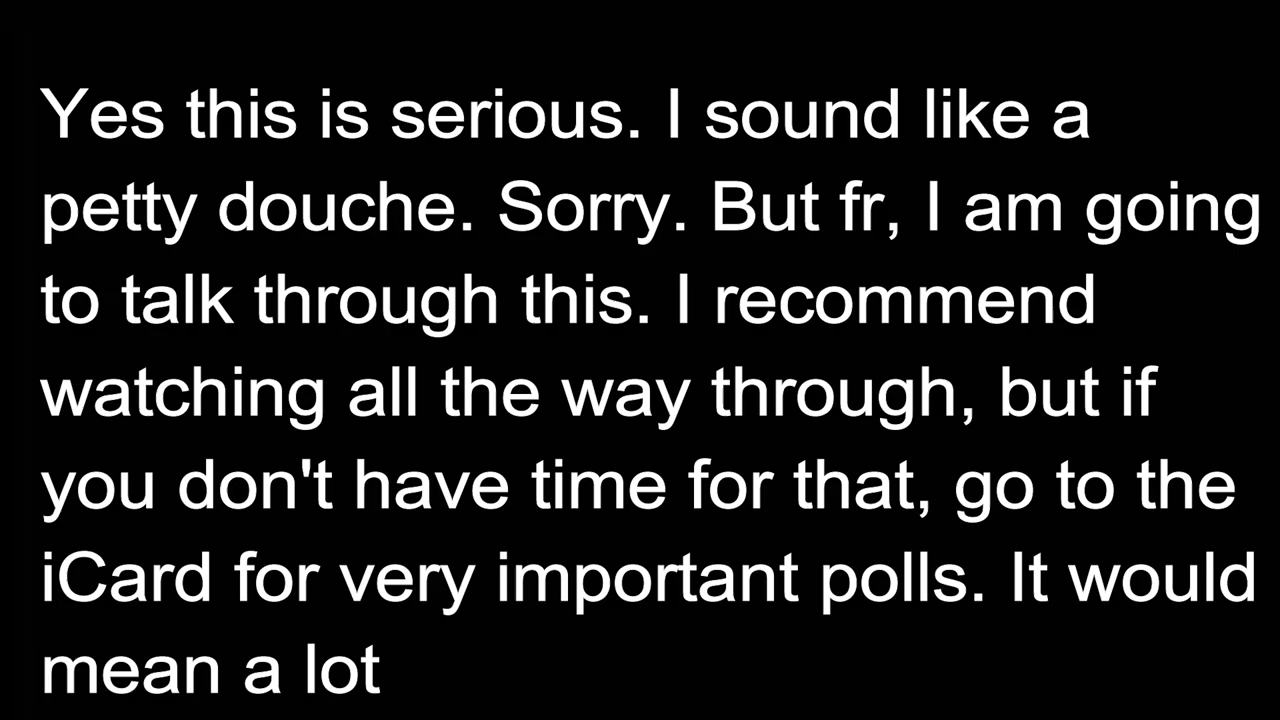 Yes this is serious. I sound like a
petty douche. Sorry. But fr, I am going
to talk through this. I recommend
watching all the way through, but if
you don't have time for that, go to the
iCard for very important polls. It would
mean a lot